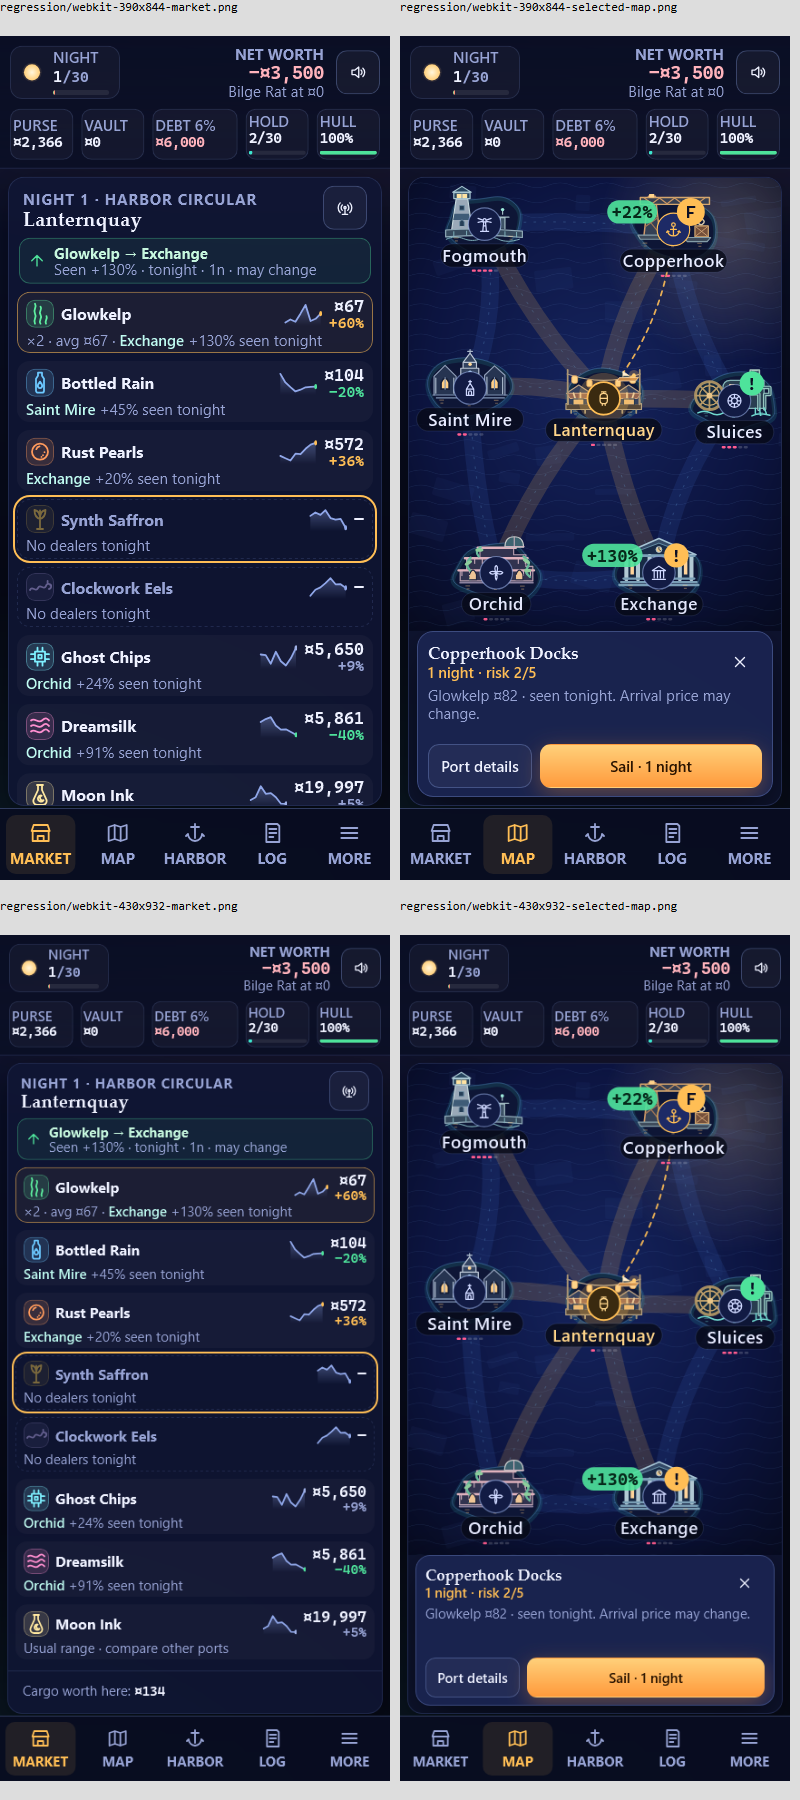 regression/webkit-390x844-market.png
NIGHT
1/30
NET WORTH
−¤3,500
Bilge Rat at ¤0
PURSE
¤2,366
VAULT
¤0
DEBT 6%
¤6,000
HOLD
2/30
HULL
100%
NIGHT 1 · HARBOR CIRCULAR
Lanternquay
Glowkelp → Exchange
Seen +130% · tonight · 1n · may change
Glowkelp
¤67
+60%
×2 · avg ¤67 · Exchange +130% seen tonight
Bottled Rain
¤104
−20%
Saint Mire +45% seen tonight
Rust Pearls
¤572
+36%
Exchange +20% seen tonight
Synth Saffron
–
No dealers tonight
Clockwork Eels
–
No dealers tonight
Ghost Chips
¤5,650
+9%
Orchid +24% seen tonight
Dreamsilk
¤5,861
−40%
Orchid +91% seen tonight
Moon Ink
¤19,997
+5%
MARKET
MAP
HARBOR
LOG
MORE
regression/webkit-390x844-selected-map.png
NIGHT
1/30
NET WORTH
−¤3,500
Bilge Rat at ¤0
PURSE
¤2,366
VAULT
¤0
DEBT 6%
¤6,000
HOLD
2/30
HULL
100%
+22%
F
Fogmouth
Copperhook
!
Saint Mire
Lanternquay
Sluices
+130%
!
Orchid
Exchange
Copperhook Docks
1 night · risk 2/5
Glowkelp ¤82 · seen tonight. Arrival price may
change.
Port details
Sail · 1 night
MARKET
MAP
HARBOR
LOG
MORE
regression/webkit-430x932-market.png
NIGHT
1/30
NET WORTH
−¤3,500
Bilge Rat at ¤0
PURSE
¤2,366
VAULT
¤0
DEBT 6%
¤6,000
HOLD
2/30
HULL
100%
NIGHT 1 · HARBOR CIRCULAR
Lanternquay
Glowkelp → Exchange
Seen +130% · tonight · 1n · may change
Glowkelp
¤67
+60%
×2 · avg ¤67 · Exchange +130% seen tonight
Bottled Rain
¤104
−20%
Saint Mire +45% seen tonight
Rust Pearls
¤572
+36%
Exchange +20% seen tonight
Synth Saffron
–
No dealers tonight
Clockwork Eels
–
No dealers tonight
Ghost Chips
¤5,650
+9%
Orchid +24% seen tonight
Dreamsilk
¤5,861
−40%
Orchid +91% seen tonight
Moon Ink
¤19,997
+5%
Usual range · compare other ports
Cargo worth here: ¤134
MARKET
MAP
HARBOR
LOG
MORE
regression/webkit-430x932-selected-map.png
NIGHT
1/30
NET WORTH
−¤3,500
Bilge Rat at ¤0
PURSE
¤2,366
VAULT
¤0
DEBT 6%
¤6,000
HOLD
2/30
HULL
100%
+22%
F
Fogmouth
Copperhook
!
Saint Mire
Lanternquay
Sluices
+130%
!
Orchid
Exchange
Copperhook Docks
1 night · risk 2/5
Glowkelp ¤82 · seen tonight. Arrival price may change.
Port details
Sail · 1 night
MARKET
MAP
HARBOR
LOG
MORE